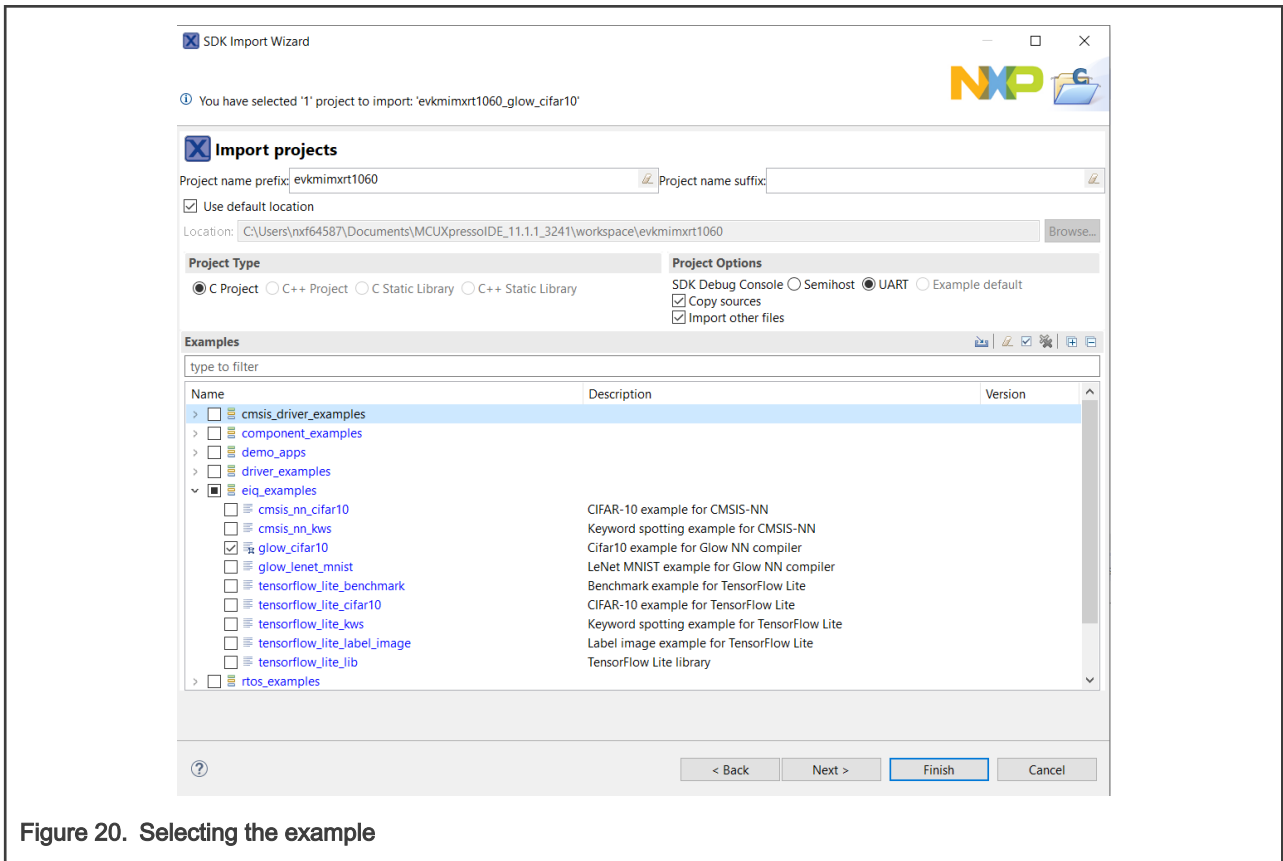 SDK Import Wizard
NXP
C
You have selected '1' project to import: 'evkmimxrt1060_glow_cifar10'
Import projects
Project name prefix: evkmimxrt1060 Project name suffix:
Use default location
Location: C:\Users\nxf64587\Documents\MCUXpressoIDE_11.1.1_3241\workspace\evkmimxrt1060 Browse...
Project Type Project Options
C Project C++ Project C Static Library C++ Static Library SDK Debug Console Semihost UART Example default
Copy sources
Import other files
Examples
type to filter
Name Description Version
cmsis_driver_examples
component_examples
demo_apps
driver_examples
eiq_examples
cmsis_nn_cifar10 CIFAR-10 example for CMSIS-NN
cmsis_nn_kws Keyword spotting example for CMSIS-NN
glow_cifar10 Cifar10 example for Glow NN compiler
glow_lenet_mnist LeNet MNIST example for Glow NN compiler
tensorflow_lite_benchmark Benchmark example for TensorFlow Lite
tensorflow_lite_cifar10 CIFAR-10 example for TensorFlow Lite
tensorflow_lite_kws Keyword spotting example for TensorFlow Lite
tensorflow_lite_label_image Label image example for TensorFlow Lite
tensorflow_lite_lib TensorFlow Lite library
rtos_examples
? < Back Next > Finish Cancel
Figure 20. Selecting the example